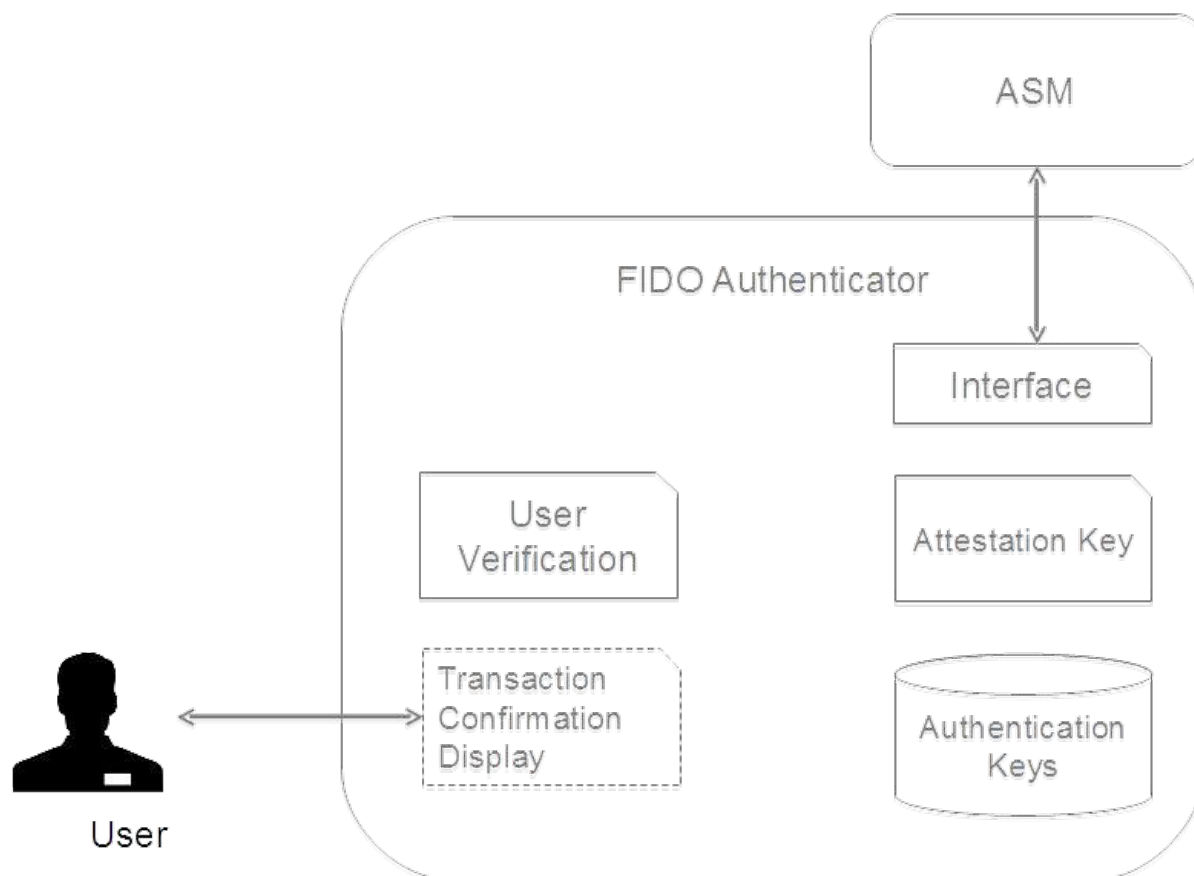 ASM
FIDO Authenticator
Interface
User
Verification
Attestation Key
Transaction
Confirmation
Display
Authentication
Keys
User